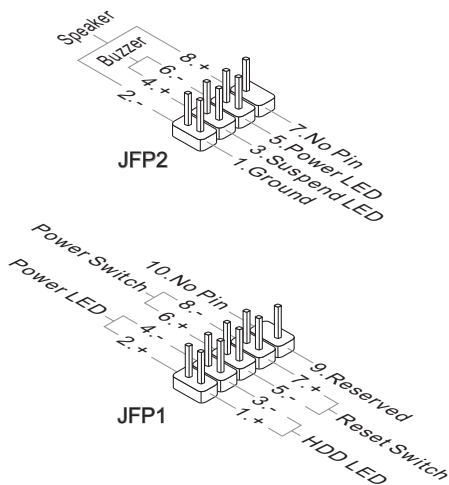 Speaker
Buzzer
8.+
6.-
4.+
2.-
7.No Pin
5.Power LED
3.Suspend LED
1.Ground
JFP2
Power Switch
Power LED
10.No Pin
8.-
6.+
4.-
2.+
9.Reserved
7.+
5.-
3.-
1.+
Reset Switch
HDD LED
JFP1